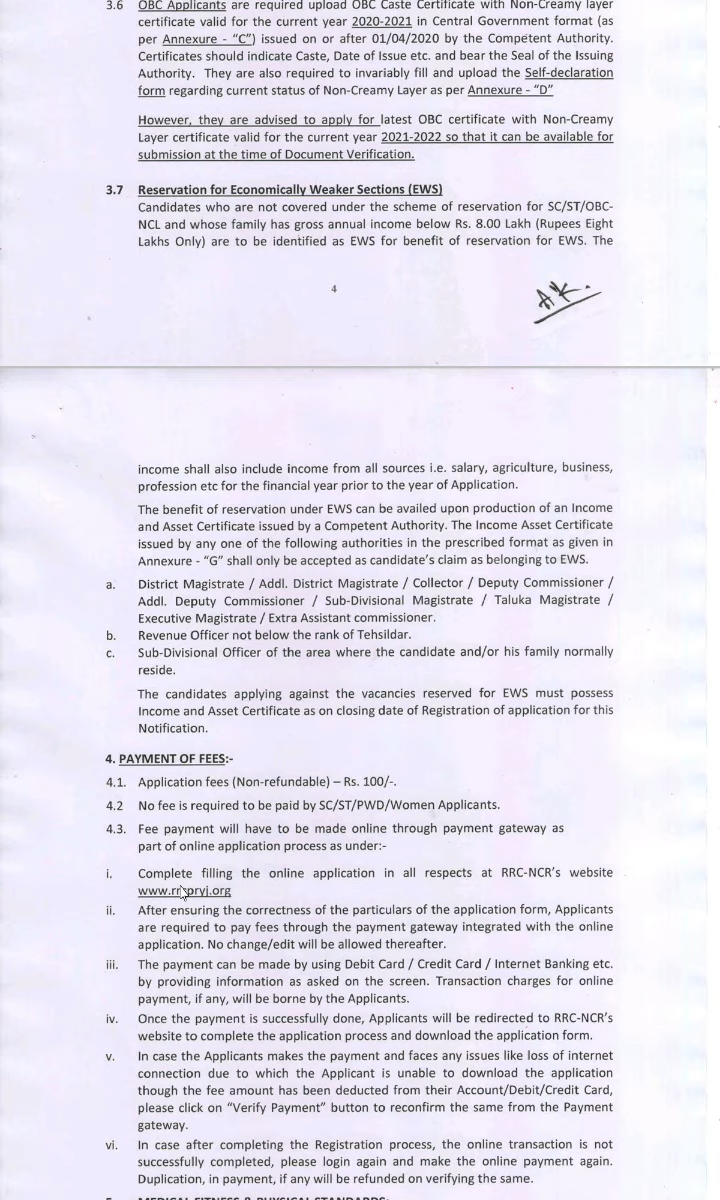 3.6 OBC Applicants are required upload OBC Caste Certificate with Non-Creamy layer
certificate valid for the current year 2020-2021 in Central Government format (as
per Annexure - “C”) issued on or after 01/04/2020 by the Competent Authority.
Certificates should indicate Caste, Date of Issue etc. and bear the Seal of the Issuing
Authority. They are also required to invariably fill and upload the Self-declaration
form regarding current status of Non-Creamy Layer as per Annexure - “D”
However, they are advised to apply for latest OBC certificate with Non-Creamy
Layer certificate valid for the current year 2021-2022 so that it can be available for
submission at the time of Document Verification.
3.7 Reservation for Economically Weaker Sections (EWS)
Candidates who are not covered under the scheme of reservation for SC/ST/OBC-
NCL and whose family has gross annual income below Rs. 8.00 Lakh (Rupees Eight
Lakhs Only) are to be identified as EWS for benefit of reservation for EWS. The
4
income shall also include income from all sources i.e. salary, agriculture, business,
profession etc for the financial year prior to the year of Application.
The benefit of reservation under EWS can be availed upon production of an Income
and Asset Certificate issued by a Competent Authority. The Income Asset Certificate
issued by any one of the following authorities in the prescribed format as given in
Annexure - “G” shall only be accepted as candidate's claim as belonging to EWS.
a. District Magistrate / Addl. District Magistrate / Collector / Deputy Commissioner /
Addl. Deputy Commissioner / Sub-Divisional Magistrate / Taluka Magistrate /
Executive Magistrate / Extra Assistant commissioner.
b. Revenue Officer not below the rank of Tehsildar.
c. Sub-Divisional Officer of the area where the candidate and/or his family normally
reside.
The candidates applying against the vacancies reserved for EWS must possess
Income and Asset Certificate as on closing date of Registration of application for this
Notification.
4. PAYMENT OF FEES:-
4.1. Application fees (Non-refundable) – Rs. 100/-.
4.2 No fee is required to be paid by SC/ST/PWD/Women Applicants.
4.3. Fee payment will have to be made online through payment gateway as
part of online application process as under:-
i. Complete filling the online application in all respects at RRC-NCR's website
ii. After ensuring the correctness of the particulars of the application form, Applicants
are required to pay fees through the payment gateway integrated with the online
application. No change/edit will be allowed thereafter.
iii. The payment can be made by using Debit Card / Credit Card / Internet Banking etc.
by providing information as asked on the screen. Transaction charges for online
payment, if any, will be borne by the Applicants.
iv. Once the payment is successfully done, Applicants will be redirected to RRC-NCR's
website to complete the application process and download the application form.
v. In case the Applicants makes the payment and faces any issues like loss of internet
connection due to which the Applicant is unable to download the application
though the fee amount has been deducted from their Account/Debit/Credit Card,
please click on “Verify Payment” button to reconfirm the same from the Payment
gateway.
vi. In case after completing the Registration process, the online transaction is not
successfully completed, please login again and make the online payment again.
Duplication, in payment, if any will be refunded on verifying the same.